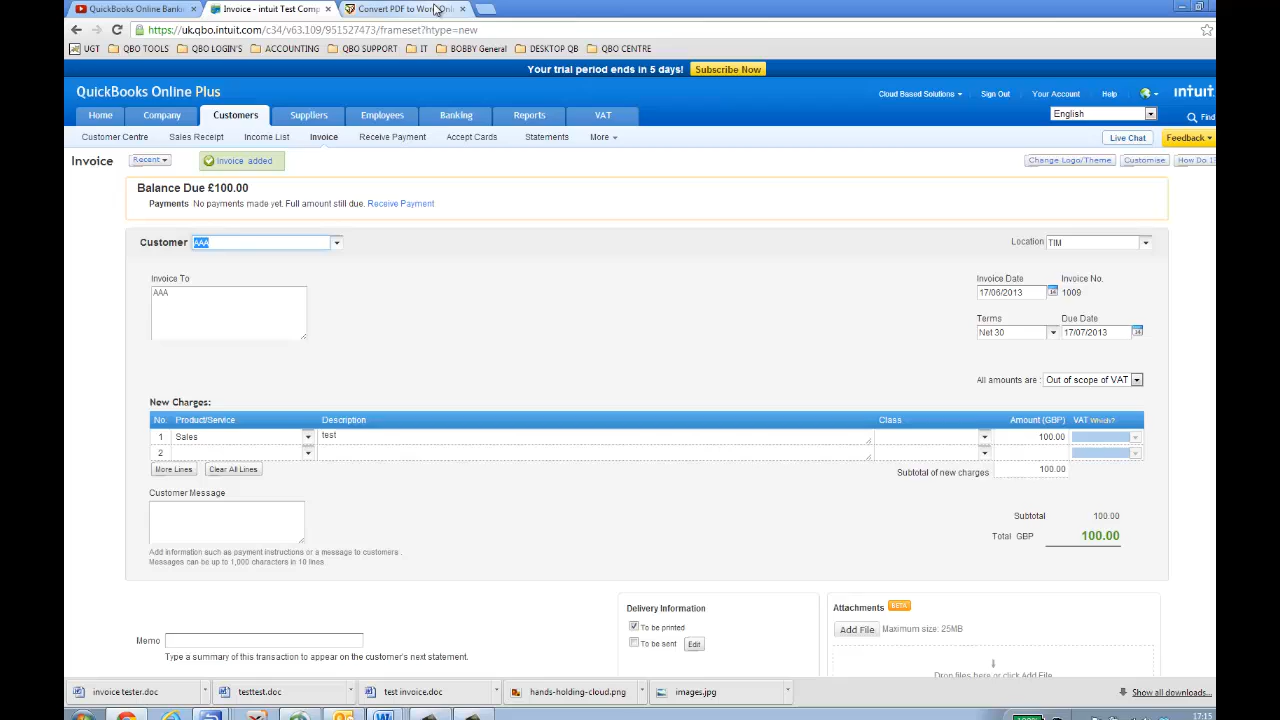 QuickBooks Online Bankin
Invoice - intuit Test Comp
Convert PDF to Word
https://uk.qbo.intuit.com/c34/v63.109/951527473/frameset?htype=new
UGT QBO TOOLS QBO LOGIN'S ACCOUNTING QBO SUPPORT IT BOBBY General DESKTOP QB QBO CENTRE
Your trial period ends in 5 days! Subscribe Now
QuickBooks Online Plus
Cloud Based Solutions Sign Out Your Account Help intuit
Home Company Customers Suppliers Employees Banking Reports VAT
English
Find
Customer Centre Sales Receipt Income List Invoice Receive Payment Accept Cards Statements More
Live Chat Feedback
Invoice Recent Invoice added
Change Logo/Theme Customise How Do I
Balance Due £100.00
Payments No payments made yet. Full amount still due. Receive Payment
Customer AAA
Location TIM
Invoice To
AAA
Invoice Date Invoice No.
17/06/2013 1009
Terms Due Date
Net 30 17/07/2013
All amounts are : Out of scope of VAT
New Charges:
No. Product/Service Description Class Amount (GBP) VAT Which?
1 Sales test 100.00
2
More Lines Clear All Lines
Subtotal of new charges 100.00
Customer Message
Subtotal 100.00
Total GBP 100.00
Add information such as payment instructions or a message to customers .
Messages can be up to 1,000 characters in 10 lines
Delivery Information
To be printed
To be sent Edit
Attachments BETA
Add File Maximum size: 25MB
Drop files here or click Add File
Memo
Type a summary of this transaction to appear on the customer's next statement.
invoice tester.doc testtest.doc test invoice.doc hands-holding-cloud.png images.jpg Show all downloads...
100% 17:15